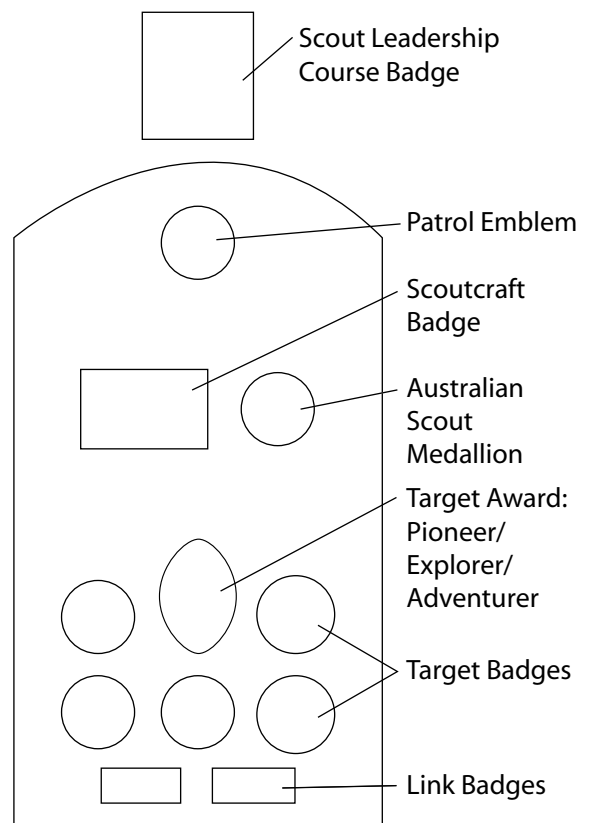 Scout Leadership
Course Badge
Patrol Emblem
Scoutcraft
Badge
Australian
Scout
Medallion
Target Award:
Pioneer/
Explorer/
Adventurer
Target Badges
Link Badges